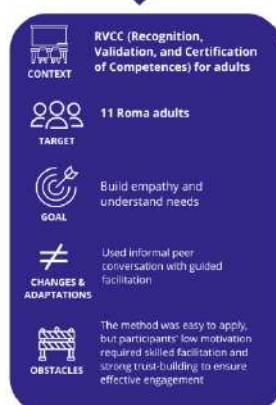 RVCC (Recognition,
Validation, and Certification
of Competences) for adults
CONTEXT
11 Roma adults
TARGET
Build empathy and
understand needs
GOAL
Used informal peer
conversation with guided
facilitation
CHANGES &
ADAPTATIONS
The method was easy to apply,
but participants' low motivation
required skilled facilitation and
strong trust-building to ensure
effective engagement
OBSTACLES